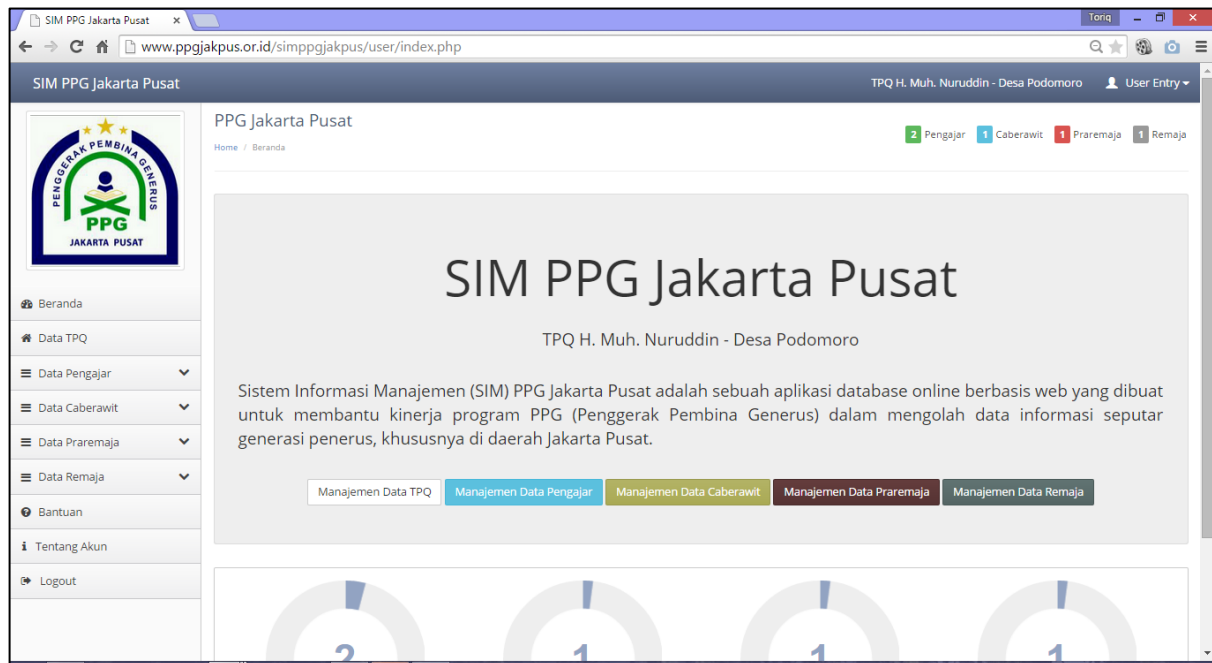 SIM PPG Jakarta Pusat
Toriq
www.ppgjakpus.or.id/simppgjakpus/user/index.php
SIM PPG Jakarta Pusat
TPQ H. Muh. Nuruddin - Desa Podomoro
User Entry
PENGGERAK PEMBINA GENERUS
PPG
JAKARTA PUSAT
Beranda
Data TPQ
Data Pengajar
Data Caberawit
Data Praremaja
Data Remaja
Bantuan
Tentang Akun
Logout
PPG Jakarta Pusat
Home / Beranda
2 Pengajar 1 Caberawit 1 Praremaja 1 Remaja
SIM PPG Jakarta Pusat
TPQ H. Muh. Nuruddin - Desa Podomoro
Sistem Informasi Manajemen (SIM) PPG Jakarta Pusat adalah sebuah aplikasi database online berbasis web yang dibuat
untuk membantu kinerja program PPG (Penggerak Pembina Generus) dalam mengolah data informasi seputar
generasi penerus, khususnya di daerah Jakarta Pusat.
Manajemen Data TPQ Manajemen Data Pengajar Manajemen Data Caberawit Manajemen Data Praremaja Manajemen Data Remaja
2 1 1 1